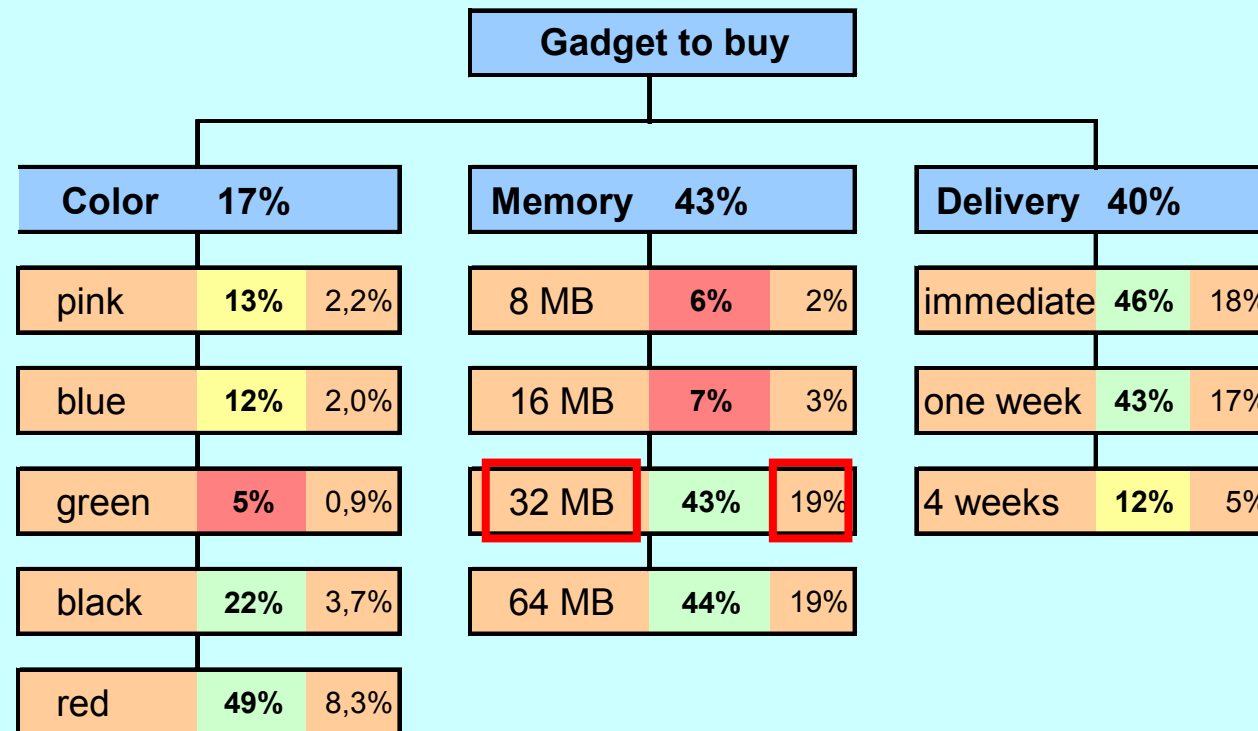 Gadget to buy
Color 17%
Memory 43%
Delivery 40%
pink 13% 2,2%
8 MB 6% 2%
immediate 46% 18%
blue 12% 2,0%
16 MB 7% 3%
one week 43% 17%
green 5% 0,9%
32 MB 43% 19%
4 weeks 12% 5%
black 22% 3,7%
64 MB 44% 19%
red 49% 8,3%